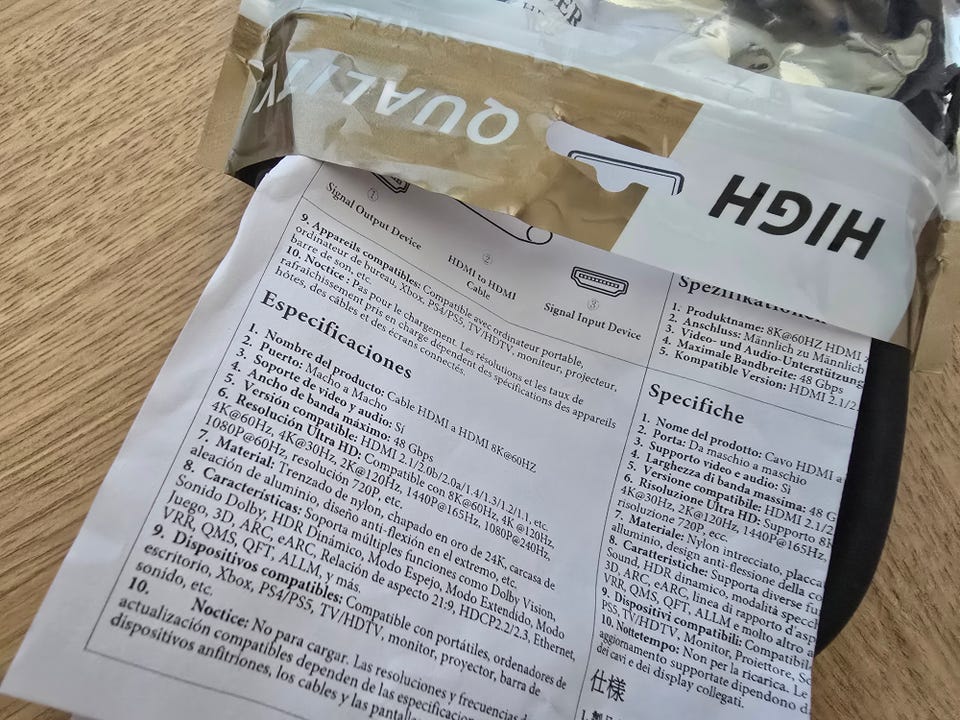 QUALITY
HIGH
①
Signal Output Device
②
HDMI to HDMI
Cable
③
Signal Input Device
9. Appareils compatibles: Compatible avec ordinateur portable,
ordinateur de bureau, Xbox, PS4/PS5, TV/HDTV, moniteur, projecteur,
barre de son, etc.
10. Noctice : Pas pour le chargement. Les résolutions et les taux de
rafraîchissement pris en charge dépendent des spécifications des appareils
hôtes, des câbles et des écrans connectés.
Especificaciones
1. Nombre del producto: Cable HDMI a HDMI 8K@60HZ
2. Puerto: Macho a Macho
3. Soporte de video y audio: Sí
4. Ancho de banda máximo: 48 Gbps
5. Versión compatible: HDMI 2.1/2.0b/2.0a/1.4/1.3/1.2/1.1, etc.
6. Resolución Ultra HD: Compatible con 8K@60Hz, 4K @120Hz,
4K@60Hz, 4K@30Hz, 2K@120Hz, 1440P@165Hz, 1080P@240Hz,
1080P@60Hz, resolución 720P, etc.
7. Material: Trenzado de nylon, chapado en oro de 24K, carcasa de
aleación de aluminio, diseño anti-flexión en el extremo, etc.
8. Características: Soporta múltiples funciones como Dolby Vision,
Sonido Dolby, HDR Dinámico, Modo Espejo, Modo Extendido, Modo
Juego, 3D, ARC, eARC, Relación de aspecto 21:9, HDCP2.2/2.3, Ethernet,
VRR, QMS, QFT, ALLM, y más.
9. Dispositivos compatibles: Compatible con portátiles, ordenadores de
escritorio, Xbox, PS4/PS5, TV/HDTV, monitor, proyector, barra de
sonido, etc.
10. Noctice: No para cargar. Las resoluciones y frecuencias de
actualización compatibles dependen de las especificacion
dispositivos anfitriones, los cables y las pantallas
Spezifikationen
1. Produktname: 8K@60HZ HDMI
2. Anschluss: Männlich zu Männlich
3. Video- und Audio-Unterstützung
4. Maximale Bandbreite: 48 Gbps
5. Kompatible Version: HDMI 2.1/2.
Specifiche
1. Nome del prodotto: Cavo HDMI a
2. Porta: Da maschio a maschio
3. Supporto video e audio: Sì
4. Larghezza di banda massima: 48 G
5. Versione compatibile: HDMI 2.1/2
6. Risoluzione Ultra HD: Supporto 8K
4K@30Hz, 2K@120Hz, 1440P@165Hz,
risoluzione 720P, ecc.
7. Materiale: Nylon intrecciato, placca
alluminio, design anti-flessione della co
8. Caratteristiche: Supporta diverse fu
Sound, HDR dinamico, modalità specch
3D, ARC, eARC, linea di rapporto d'asp
VRR, QMS, QFT, ALLM e molto altro a
9. Dispositivi compatibili: Compatibil
PS5, TV/HDTV, Monitor, Proiettore, Se
10. Nottetempo: Non per la ricarica. Le
aggiornamento supportate dipendono d
dei cavi e dei display collegati.
仕様